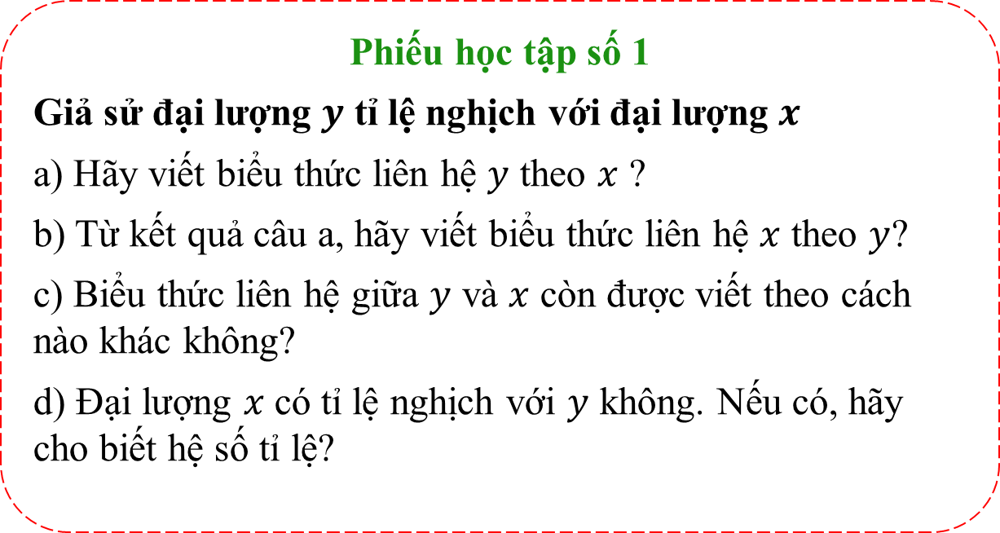 Phiếu học tập số 1
Giả sử đại lượng y tỉ lệ nghịch với đại lượng x
a) Hãy viết biểu thức liên hệ y theo x ?
b) Từ kết quả câu a, hãy viết biểu thức liên hệ x theo y?
c) Biểu thức liên hệ giữa y và x còn được viết theo cách
nào khác không?
d) Đại lượng x có tỉ lệ nghịch với y không. Nếu có, hãy
cho biết hệ số tỉ lệ?